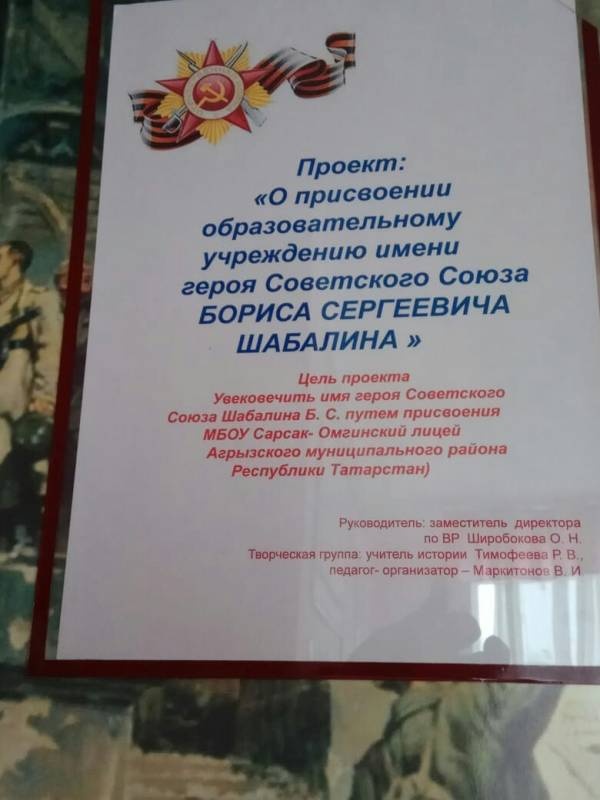 Проект:
«О присвоении
образовательному
учреждению имени
героя Советского Союза
БОРИСА СЕРГЕЕВИЧА
ШАБАЛИНА »
Цель проекта
Увековечить имя героя Советского
Союза Шабалина Б. С. путем присвоения
МБОУ Сарсак- Омгинский лицей
Агрызского муниципального района
Республики Татарстан)
Руководитель: заместитель директора
по ВР Широбокова О. Н.
Творческая группа: учитель истории Тимофеева Р. В.,
педагог- организатор – Маркитонов В. И